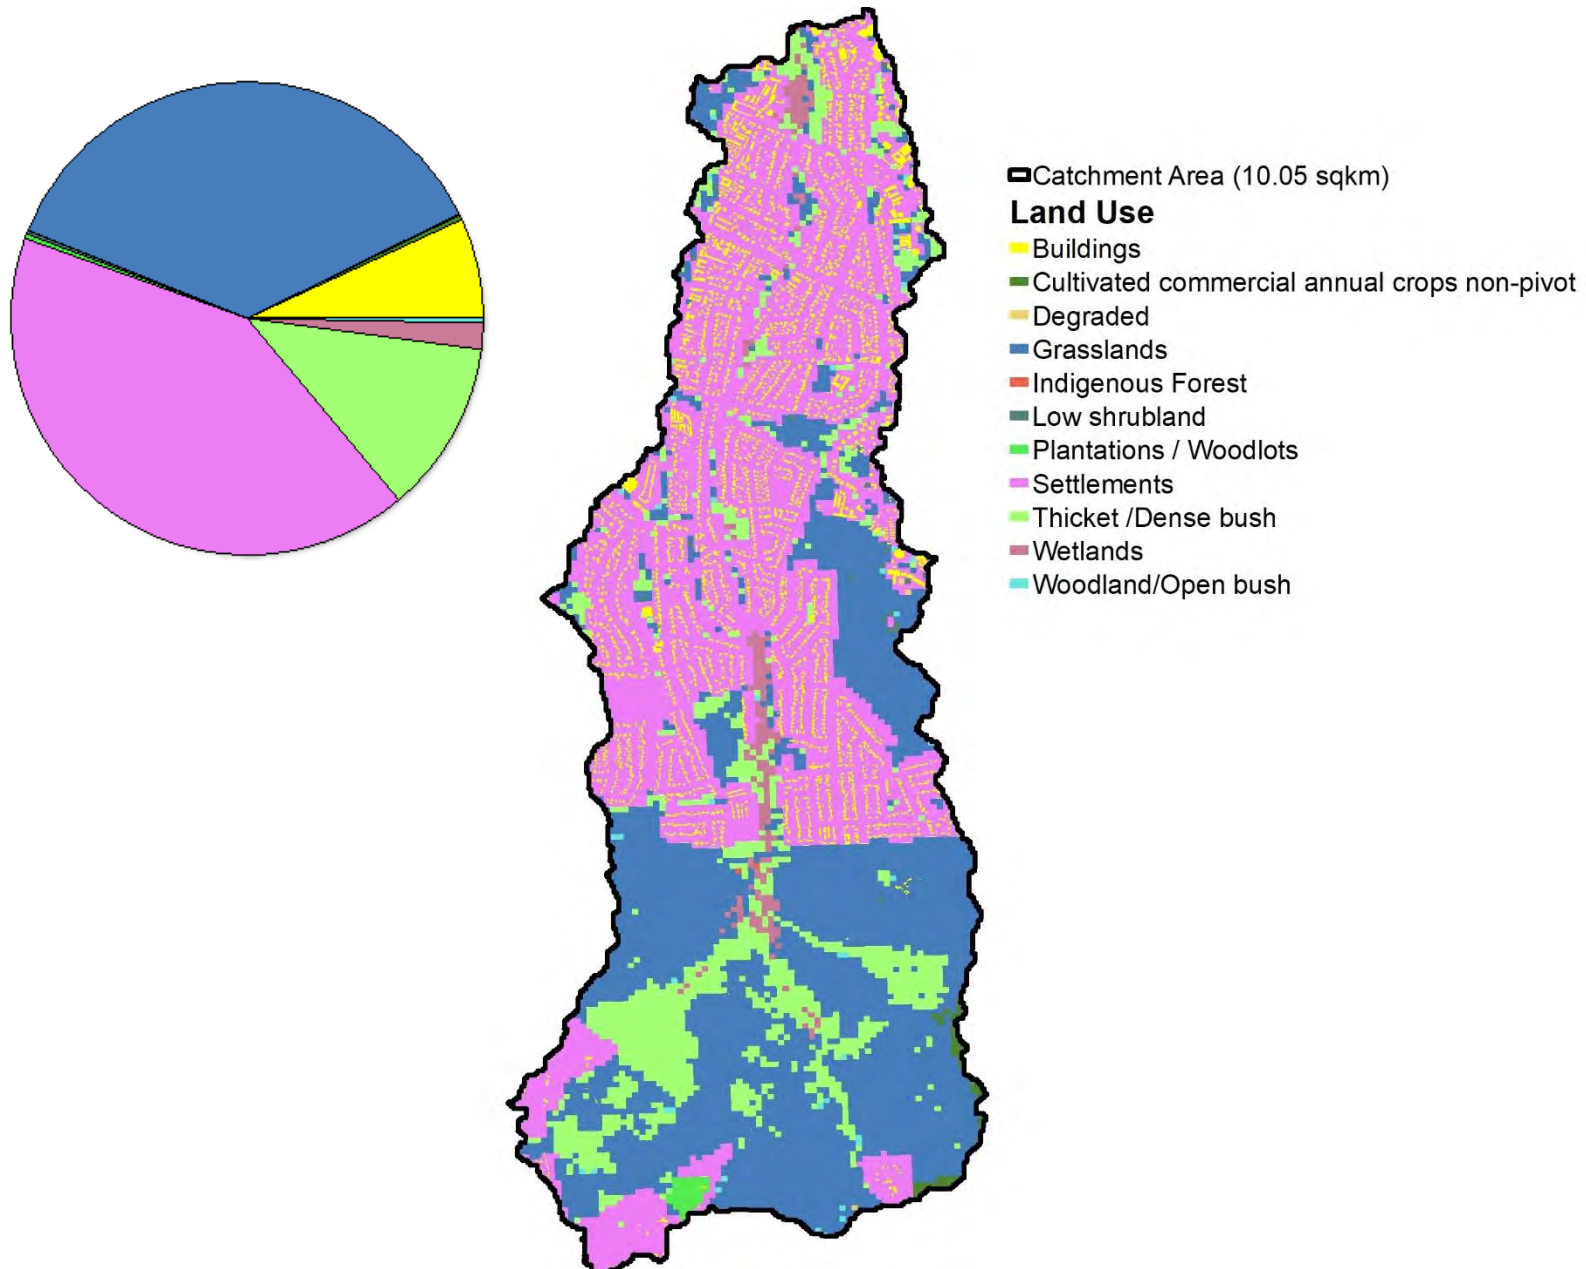 Catchment Area (10.05 sqkm)
Land Use
Buildings
Cultivated commercial annual crops non-pivot
Degraded
Grasslands
Indigenous Forest
Low shrubland
Plantations / Woodlots
Settlements
Thicket /Dense bush
Wetlands
Woodland/Open bush